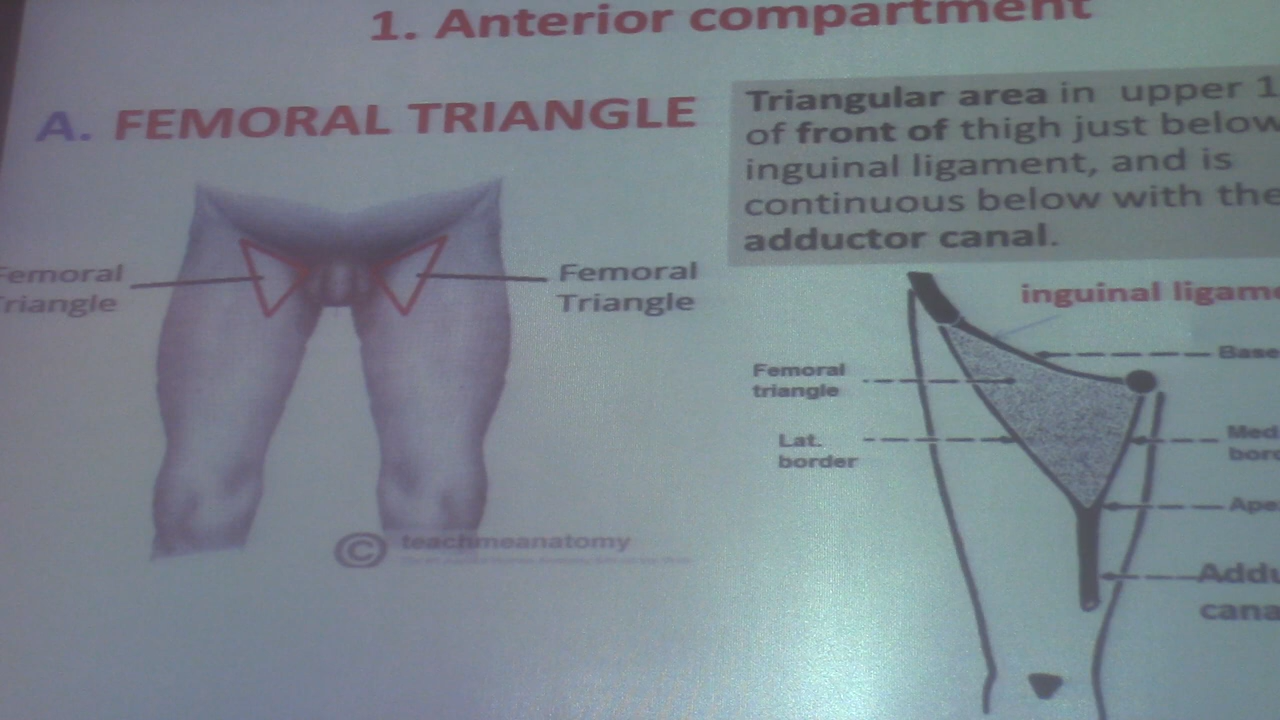 1. Anterior compartment
A. FEMORAL TRIANGLE
Triangular area in upper 1
of front of thigh just below
inguinal ligament, and is
continuous below with the
adductor canal.
Femoral
Triangle
Femoral
Triangle
© teachmeanatomy
inguinal ligame
Base
Femoral
triangle
Lat.
border
Med
bord
Ape
Addu
cana